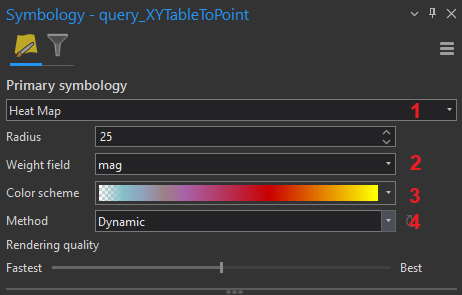 Symbology - query_XYTableToPoint
Primary symbology
Heat Map 1
Radius 25
Weight field mag 2
Color scheme 3
Method Dynamic 4
Rendering quality
Fastest Best